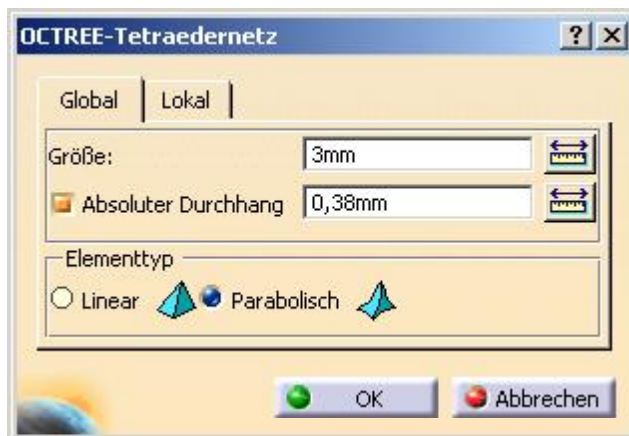 OCTREE-Tetraedernetz
Global Lokal
Größe: 3mm
Absoluter Durchhang 0,38mm
Elementtyp
Linear Parabolisch
OK Abbrechen